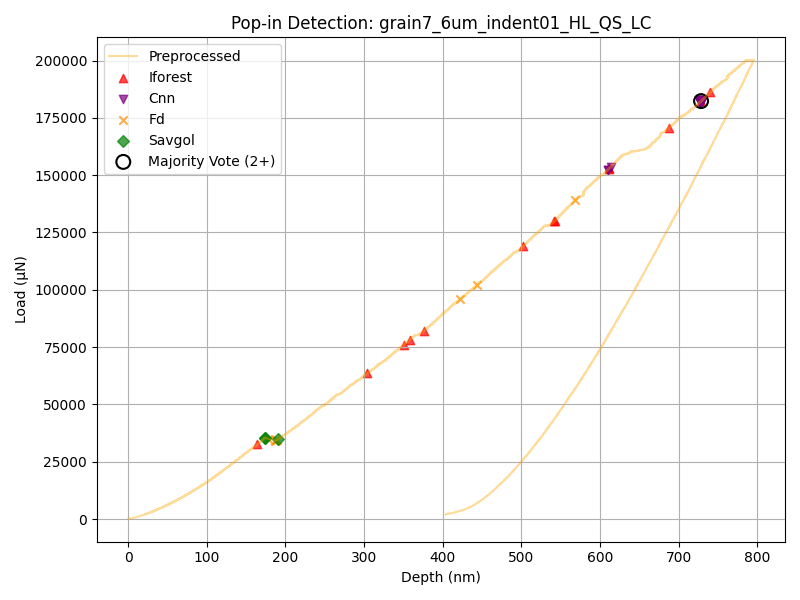 Pop-in Detection: grain7_6um_indent01_HL_QS_LC
Preprocessed
Iforest
Cnn
Fd
Savgol
Majority Vote (2+)
200000
175000
150000
125000
100000
75000
50000
25000
0
Load (µN)
0 100 200 300 400 500 600 700 800
Depth (nm)